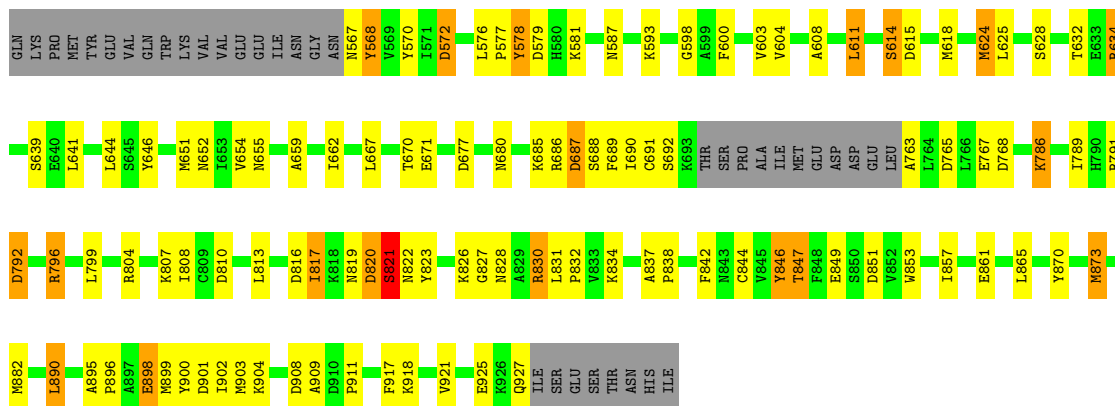 GLN LYS PRO MET TYR GLU VAL GLN TRP LYS VAL VAL GLU GLU ILE ASN GLY ASN N567 Y568 V569 Y570 I571 D572 L576 P577 Y578 D579 H580 K581 N587 K593 G598 A599 F600 V603 V604 A608 L611 S614 D615 M618 M624 L625 S628 T632 E633
S639 E640 L641 L644 S645 Y646 M651 N652 I653 V654 N655 A659 I662 L667 I670 E671 D677 N680 K685 R686 D687 S688 F689 I690 C691 S692 K693 THR SER PRO ALA ILE MET GLU ASP ASP GLU LEU A763 L764 D765 L766 E767 D768 K786 I789 H790
D792 R796 L799 R804 K807 I808 C809 D810 L813 D816 I817 K818 N819 D820 S821 N822 Y823 K826 G827 N828 A829 R830 L831 P832 V833 K834 A837 P838 F842 N843 C844 V845 Y846 T847 F848 E849 S850 D851 V852 W853 I857 E861 L865 Y870 M873
M882 L890 A895 P896 A897 E898 M899 Y900 D901 I902 M903 K904 D908 A909 D910 P911 F917 K918 V921 E925 K926 Q927 ILE SER GLU SER THR ASN HIS ILE